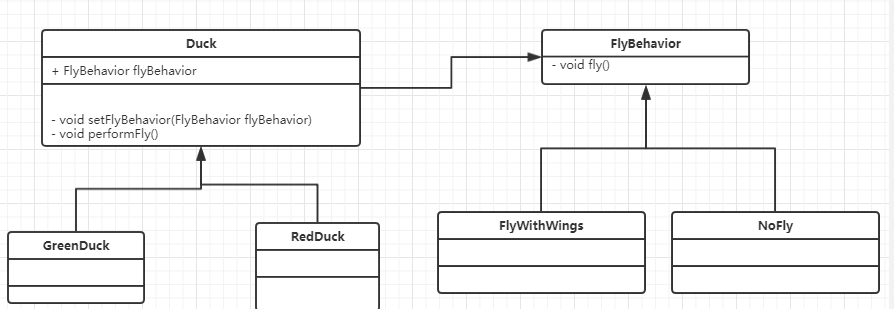 Duck
+ FlyBehavior flyBehavior
- void setFlyBehavior(FlyBehavior flyBehavior)
- void performFly()
FlyBehavior
- void fly()
GreenDuck
RedDuck
FlyWithWings
NoFly